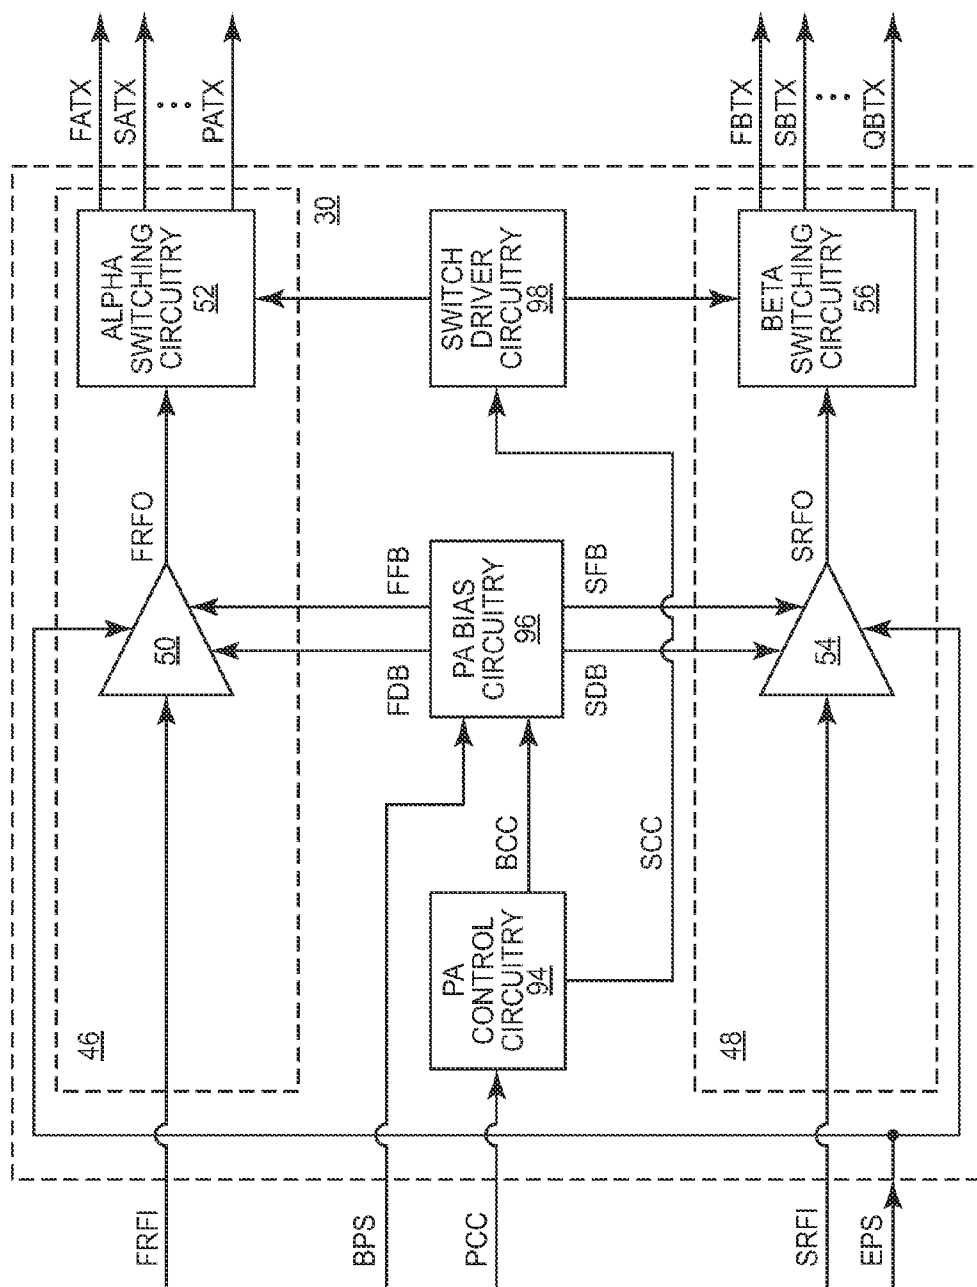 FATX
SATX
...
PATX
FBTX
SBTX
...
QBTX
30
ALPHA
SWITCHING
CIRCUITRY
52
SWITCH
DRIVER
CIRCUITRY
98
BETA
SWITCHING
CIRCUITRY
56
FRFO
SRFO
50
FFB
FDB
PA BIAS
CIRCUITRY
96
SFB
SDB
54
BCC
SCC
46
PA
CONTROL
CIRCUITRY
94
48
FRFI
BPS
PCC
SRFI
EPS